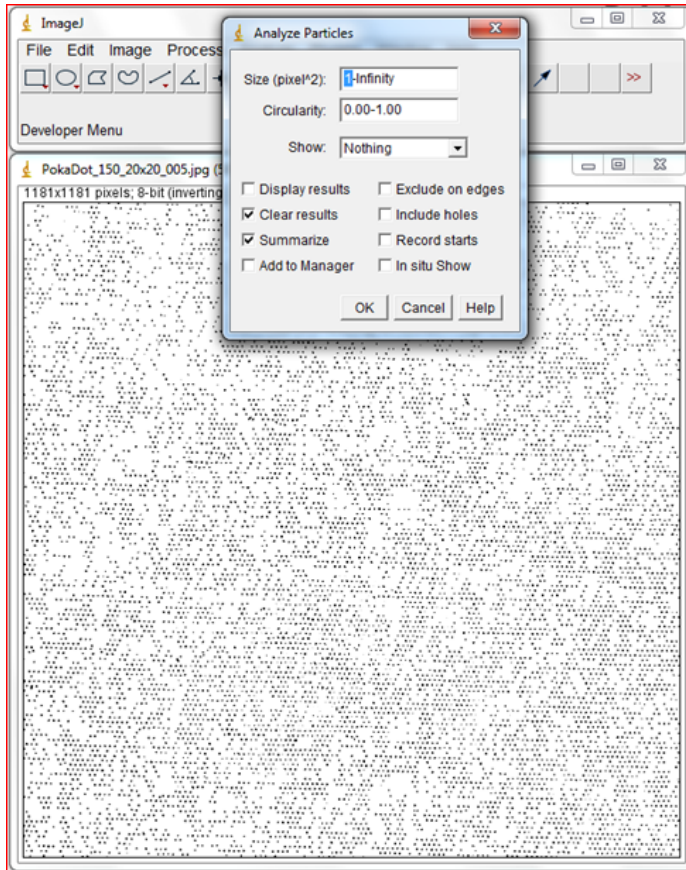 ImageJ
File Edit Image Process
>>
Developer Menu
Analyze Particles
Size (pixel^2): 1-Infinity
Circularity: 0.00-1.00
Show: Nothing
Display results Exclude on edges
Clear results Include holes
Summarize Record starts
Add to Manager In situ Show
OK Cancel Help
PokaDot_150_20x20_005.jpg (5
1181x1181 pixels; 8-bit (inverting